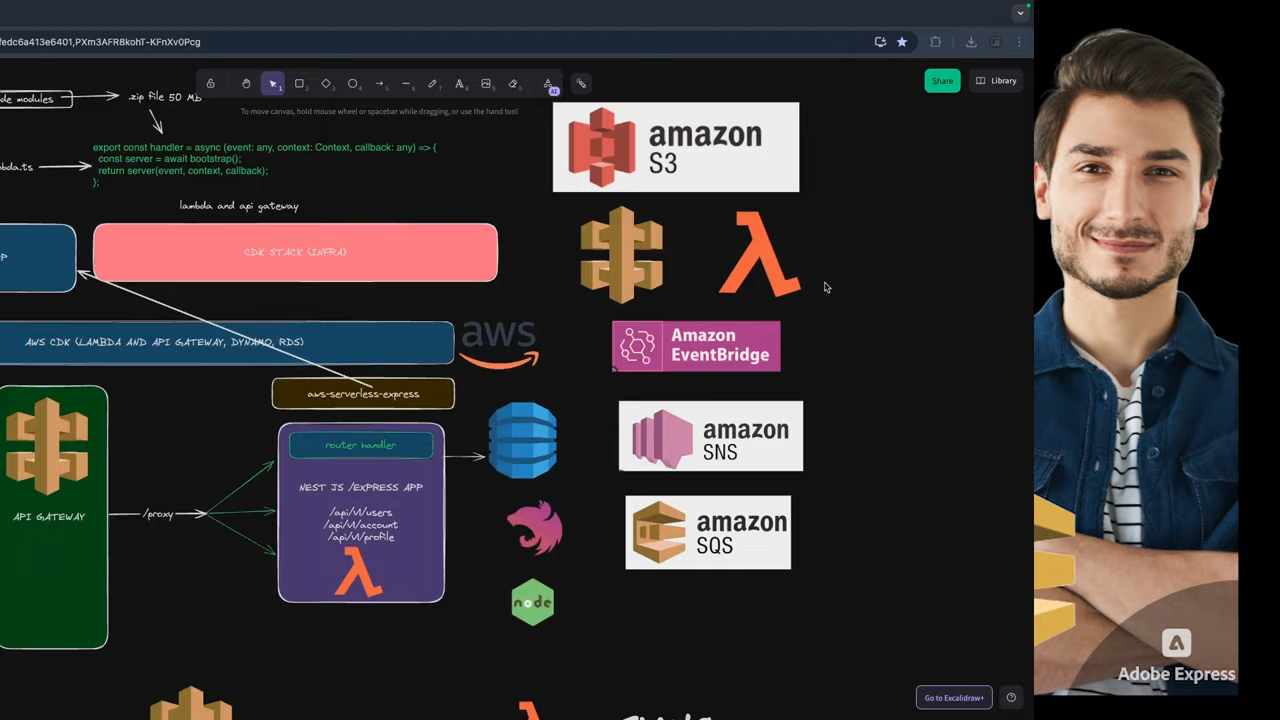 fedc6a413e6401,PXm3AFR8kohT-KFnXv0Pcg
Share
Library
To move canvas, hold mouse wheel or spacebar while dragging, or use the hand tool
de modules
.zip file 50 Mb
export const handler = async (event: any, context: Context, callback: any) => {
const server = await bootstrap();
return server(event, context, callback);
};
bda.ts
lambda and api gateway
P
CDK STACK (INFRA)
AWS CDK (LAMBDA AND API GATEWAY, DYNAMO, RDS)
aws
aws-serverless-express
router handler
NEST JS /EXPRESS APP
/api/v1/users
/api/v1/account
/api/v1/profile
API GATEWAY
/proxy
node
amazon
S3
Amazon
EventBridge
amazon
SNS
amazon
SQS
Go to Excalidraw+
Adobe Express